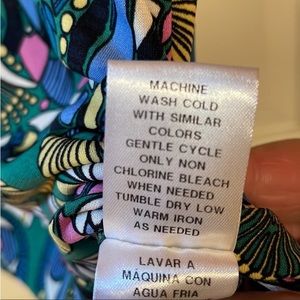 MACHINE
WASH COLD
WITH SIMILAR
COLORS
GENTLE CYCLE
ONLY NON
CHLORINE BLEACH
WHEN NEEDED
TUMBLE DRY LOW
WARM IRON
AS NEEDED
LAVAR A
MAQUINA CON
AGUA FRIA